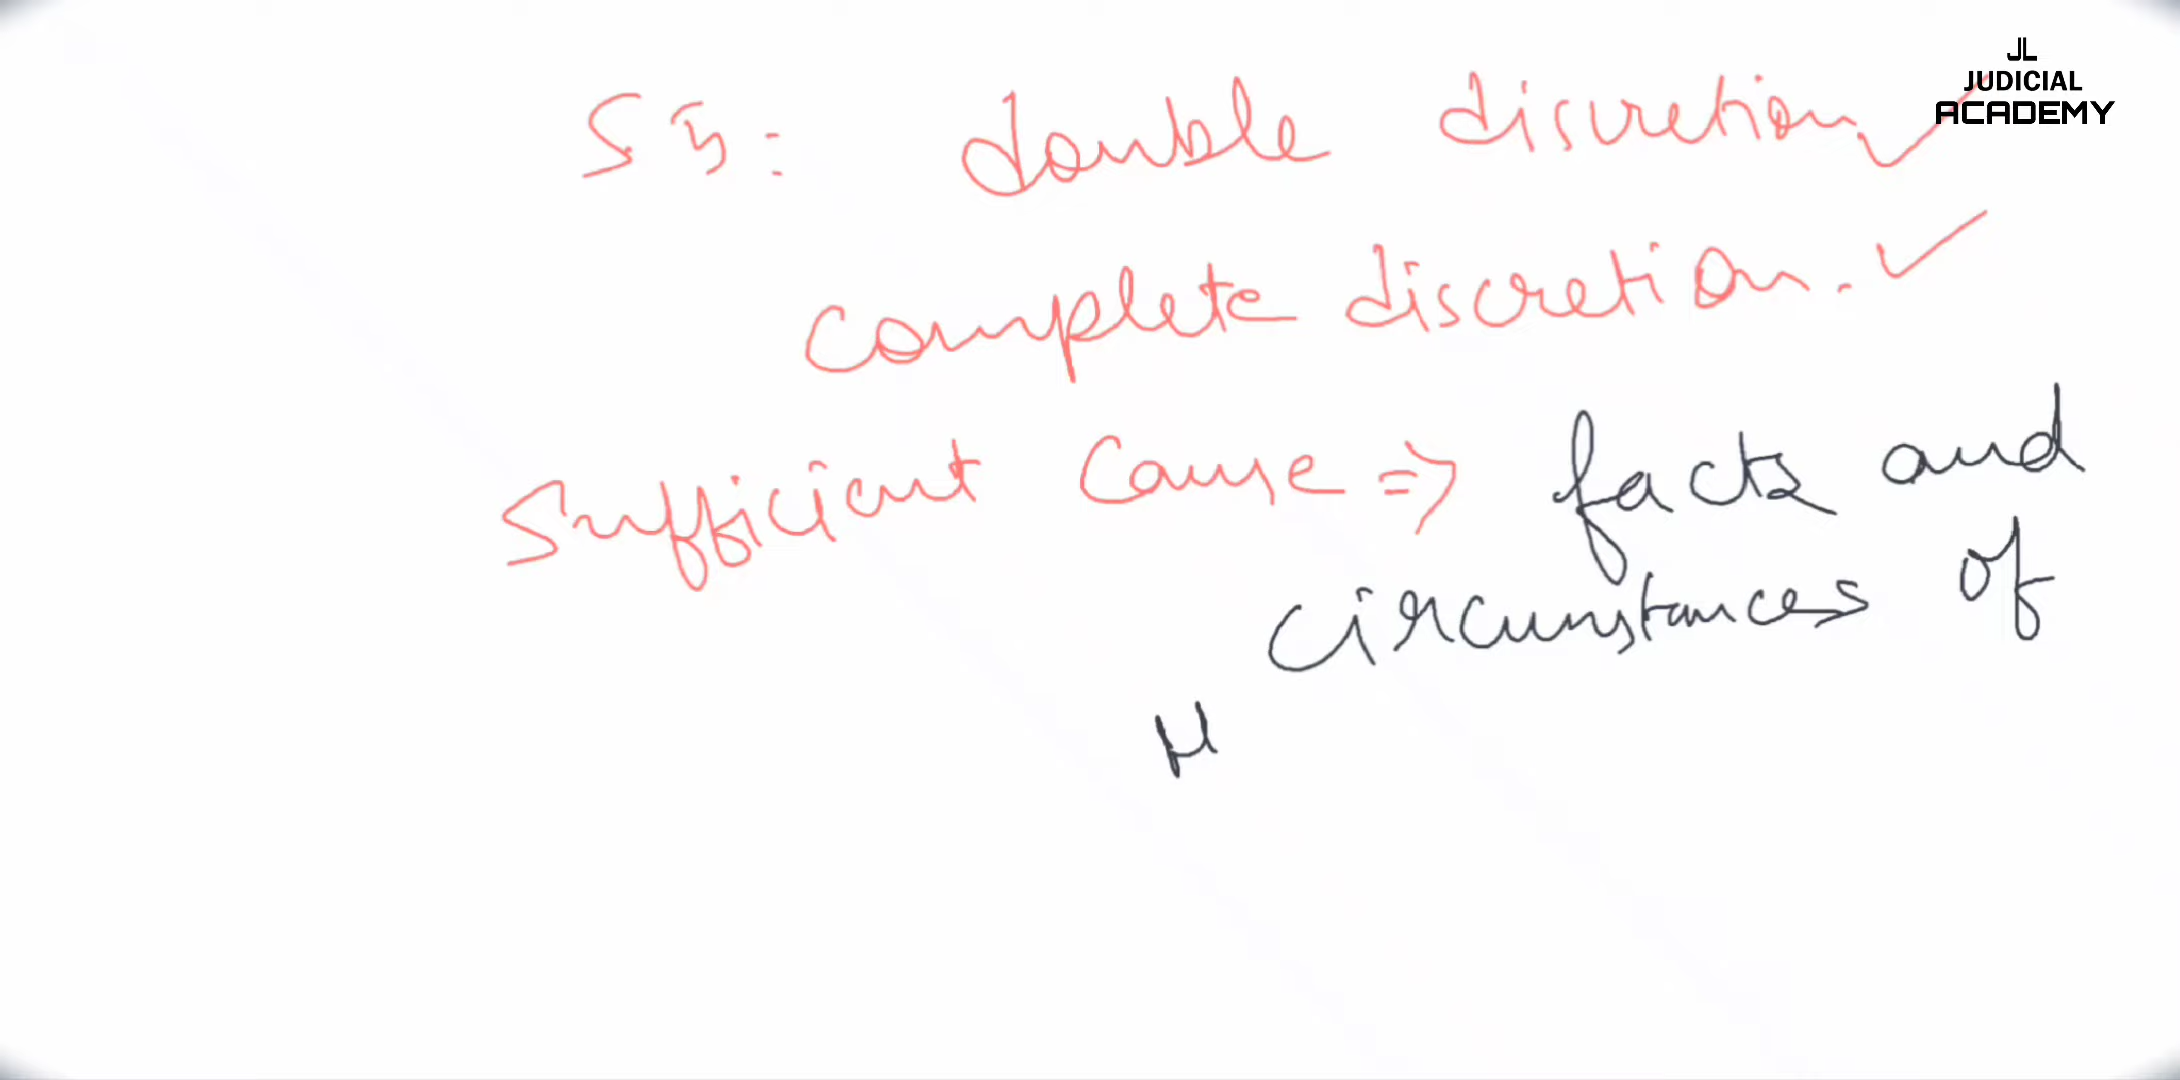 JL
JUDICIAL
ACADEMY
S 5: double discretion
complete discretion.
Sufficient Cause => facts and
circumstances of